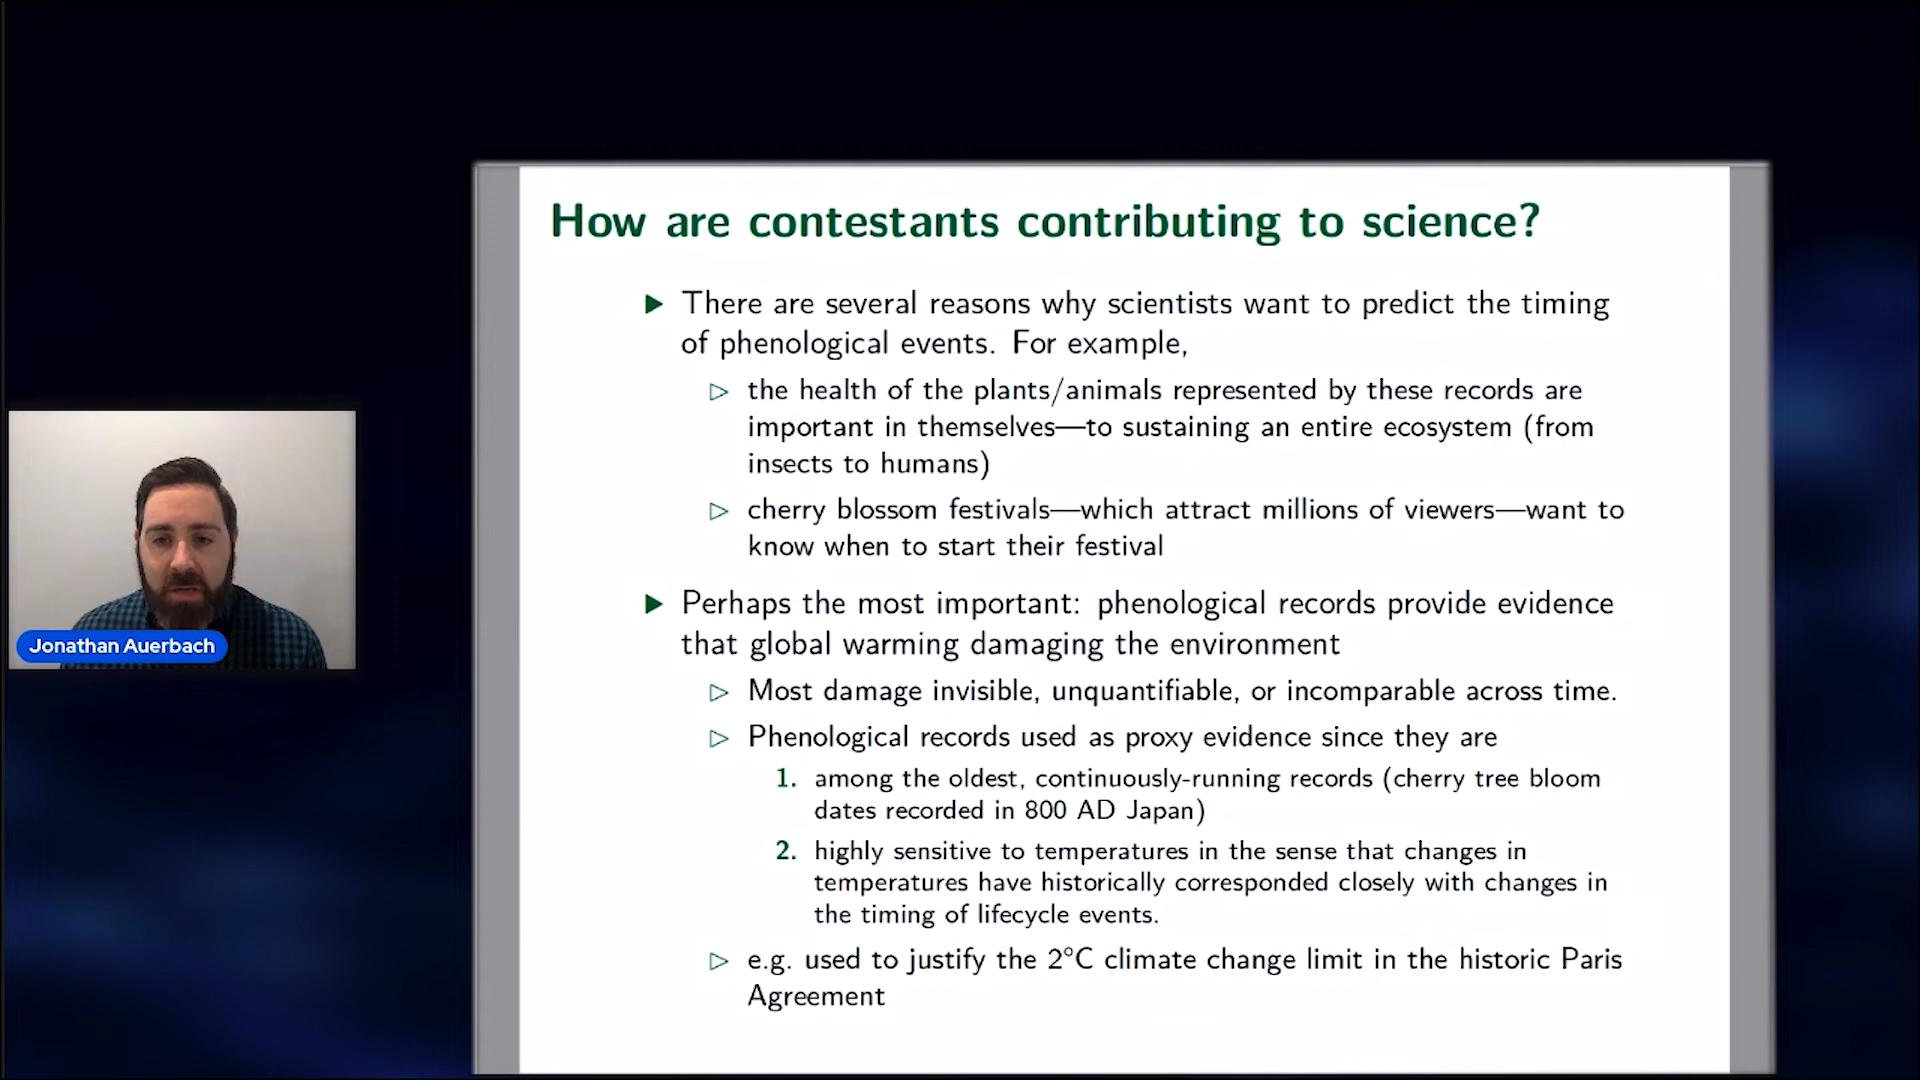 How are contestants contributing to science?
▶ There are several reasons why scientists want to predict the timing
of phenological events. For example,
▷ the health of the plants/animals represented by these records are
important in themselves—to sustaining an entire ecosystem (from
insects to humans)
▷ cherry blossom festivals—which attract millions of viewers—want to
know when to start their festival
▶ Perhaps the most important: phenological records provide evidence
that global warming damaging the environment
▷ Most damage invisible, unquantifiable, or incomparable across time.
▷ Phenological records used as proxy evidence since they are
1. among the oldest, continuously-running records (cherry tree bloom
dates recorded in 800 AD Japan)
2. highly sensitive to temperatures in the sense that changes in
temperatures have historically corresponded closely with changes in
the timing of lifecycle events.
▷ e.g. used to justify the 2°C climate change limit in the historic Paris
Agreement
Jonathan Auerbach